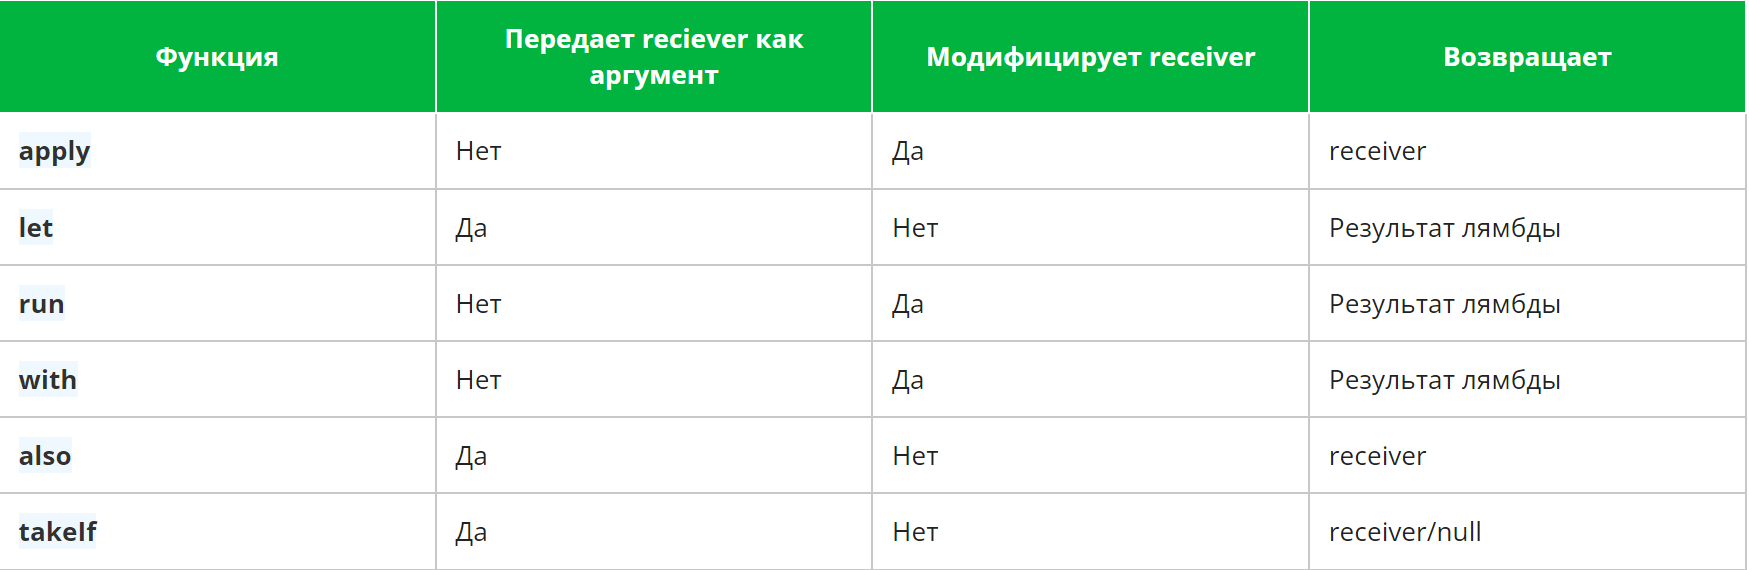 Функция
Передает reciever как
аргумент
Модифицирует receiver
Возвращает
apply
Нет
Да
receiver
let
Да
Нет
Результат лямбды
run
Нет
Да
Результат лямбды
with
Нет
Да
Результат лямбды
also
Да
Нет
receiver
takeIf
Да
Нет
receiver/null